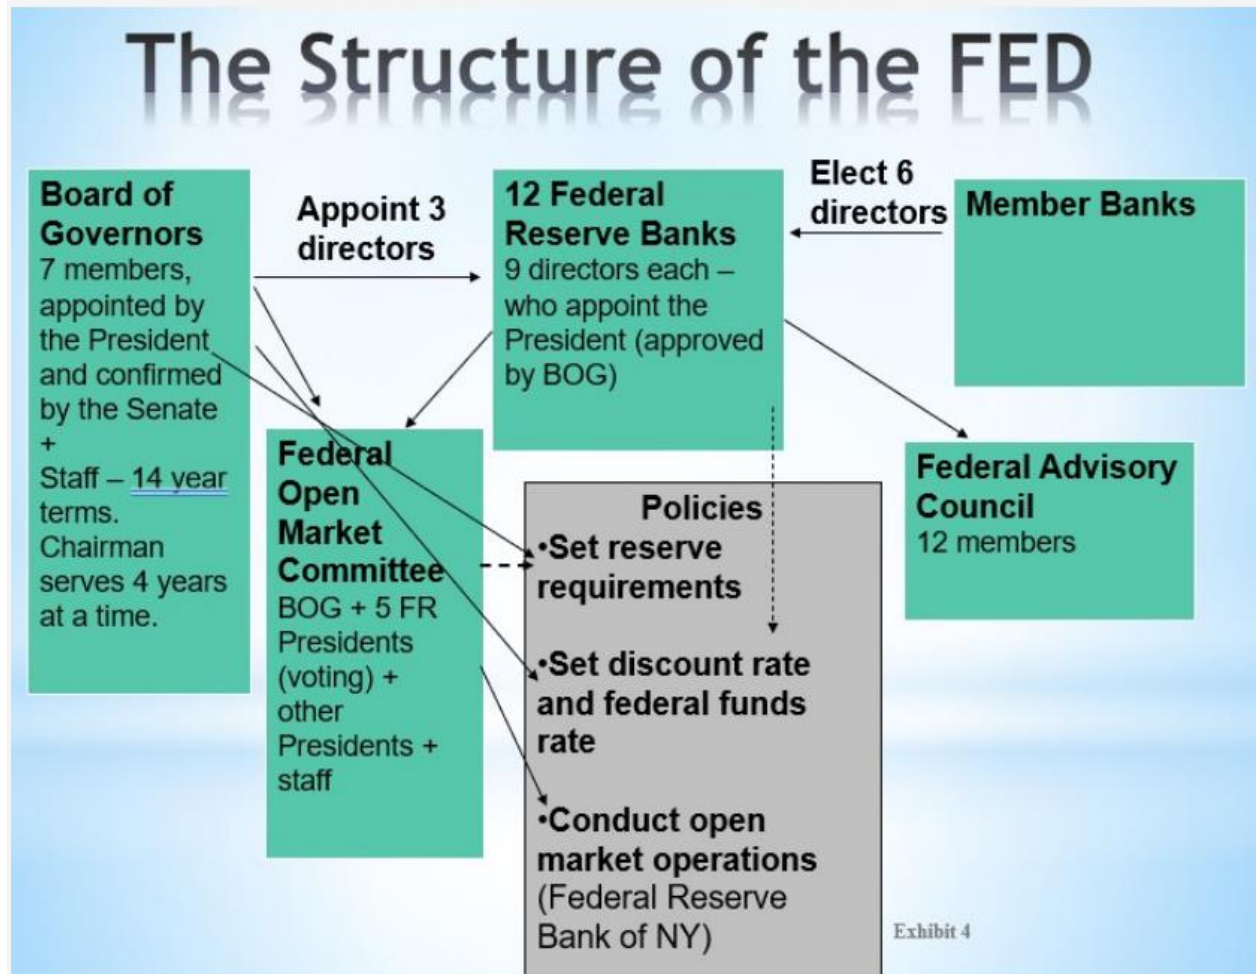 The Structure of the FED
Board of
Governors
7 members,
appointed by
the President
and confirmed
by the Senate
+
Staff – 14 year
terms.
Chairman
serves 4 years
at a time.
Appoint 3
directors
12 Federal
Reserve Banks
9 directors each –
who appoint the
President (approved
by BOG)
Elect 6
directors
Member Banks
Federal
Open
Market
Committee
BOG + 5 FR
Presidents
(voting) +
other
Presidents +
staff
Policies
•Set reserve
requirements
•Set discount rate
and federal funds
rate
•Conduct open
market operations
(Federal Reserve
Bank of NY)
Federal Advisory
Council
12 members
Exhibit 4